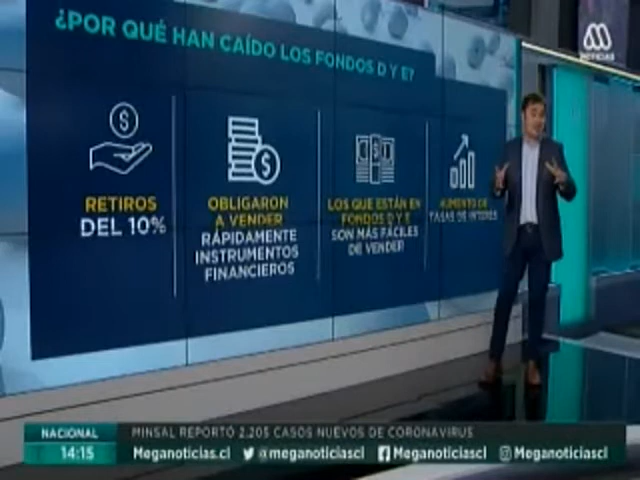 ¿POR QUÉ HAN CAÍDO LOS FONDOS D Y E?
RETIROS
DEL 10%
OBLIGARON
A VENDER
RÁPIDAMENTE
INSTRUMENTOS
FINANCIEROS
LOS QUE ESTÁN EN
FONDOS D Y E
SON MÁS FÁCILES
DE VENDER
AUMENTO DE
TASAS DE INTERÉS
NOTICIAS
NACIONAL
MINSAL REPORTÓ 2.205 CASOS NUEVOS DE CORONAVIRUS
14:15
Meganoticias.cl
@meganoticiascl
Meganoticiascl
Meganoticiascl